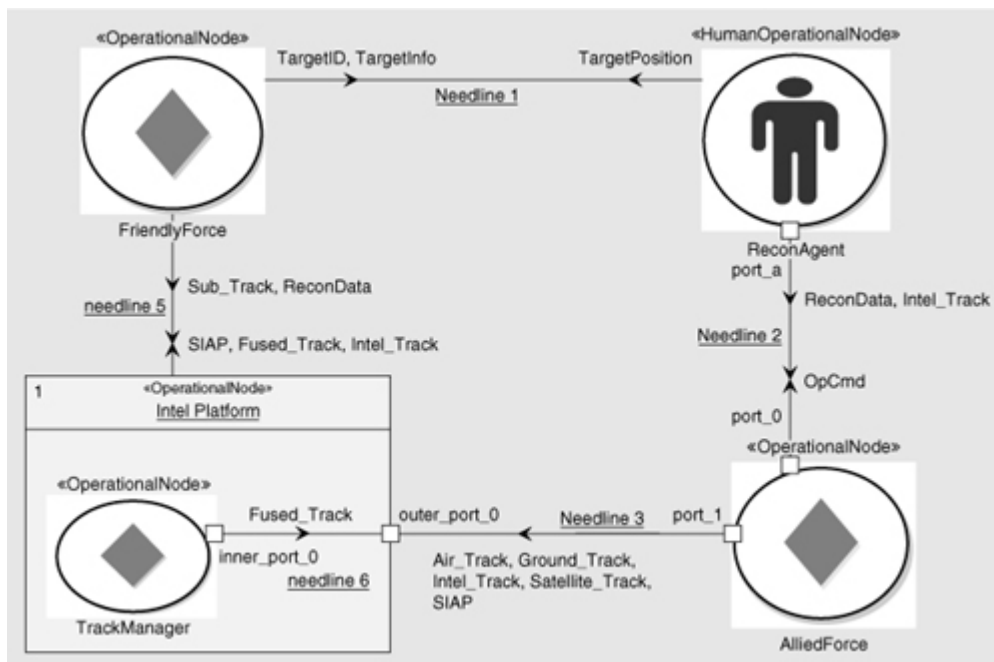 «OperationalNode»
«HumanOperationalNode»
TargetID, TargetInfo
TargetPosition
Needline 1
FriendlyForce
ReconAgent
port_a
Sub_Track, ReconData
needline 5
ReconData, Intel_Track
Needline 2
SIAP, Fused_Track, Intel_Track
OpCmd
port_0
1
«OperationalNode»
Intel Platform
«OperationalNode»
«OperationalNode»
Fused_Track
inner_port_0
needline 6
TrackManager
outer_port_0
Needline 3
port_1
Air_Track, Ground_Track,
Intel_Track, Satellite_Track,
SIAP
AlliedForce